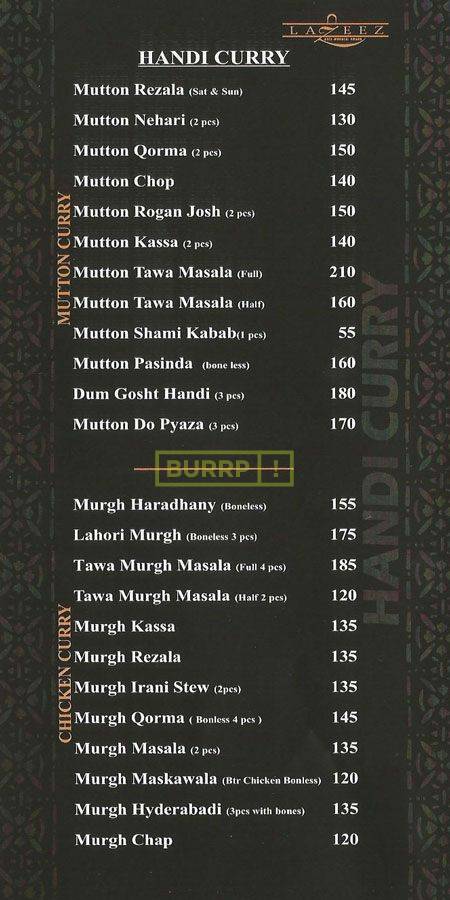 LAZEEZ
HANDI CURRY
MUTTON CURRY
Mutton Rezala (Sat & Sun) 145
Mutton Nehari (2 pcs) 130
Mutton Qorma (2 pcs) 150
Mutton Chop 140
Mutton Rogan Josh (2 pcs) 150
Mutton Kassa (2 pcs) 140
Mutton Tawa Masala (Full) 210
Mutton Tawa Masala (Half) 160
Mutton Shami Kabab(1 pcs) 55
Mutton Pasinda (bone less) 160
Dum Gosht Handi (3 pcs) 180
Mutton Do Pyaza (3 pcs) 170
HANDI CURRY
BURRP!
CHICKEN CURRY
Murgh Haradhany (Boneless) 155
Lahori Murgh (Boneless 3 pcs) 175
Tawa Murgh Masala (Full 4 pcs) 185
Tawa Murgh Masala (Half 2 pcs) 120
Murgh Kassa 135
Murgh Rezala 135
Murgh Irani Stew (2pcs) 135
Murgh Qorma ( Bonless 4 pcs ) 145
Murgh Masala (2 pcs) 135
Murgh Maskawala (Btr Chicken Bonless) 120
Murgh Hyderabadi (3pcs with bones) 135
Murgh Chap 120